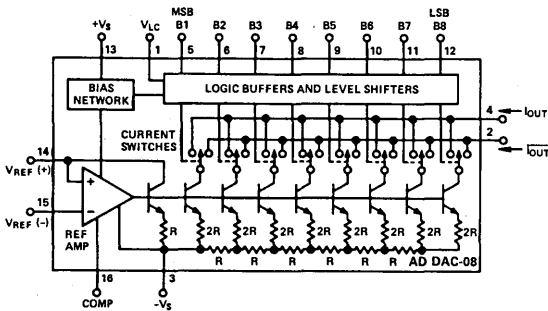 MSB LSB
+VS VLC B1 B2 B3 B4 B5 B6 B7 B8
13 1 5 6 7 8 9 10 11 12
BIAS
NETWORK
LOGIC BUFFERS AND LEVEL SHIFTERS
4 IOUT
CURRENT
SWITCHES
2 IOUT
14
VREF (+)
+
15
VREF (-)
−
REF
AMP
R 2R 2R 2R 2R 2R 2R 2R 2R
R R R R R R AD DAC-08
16 3
COMP -VS